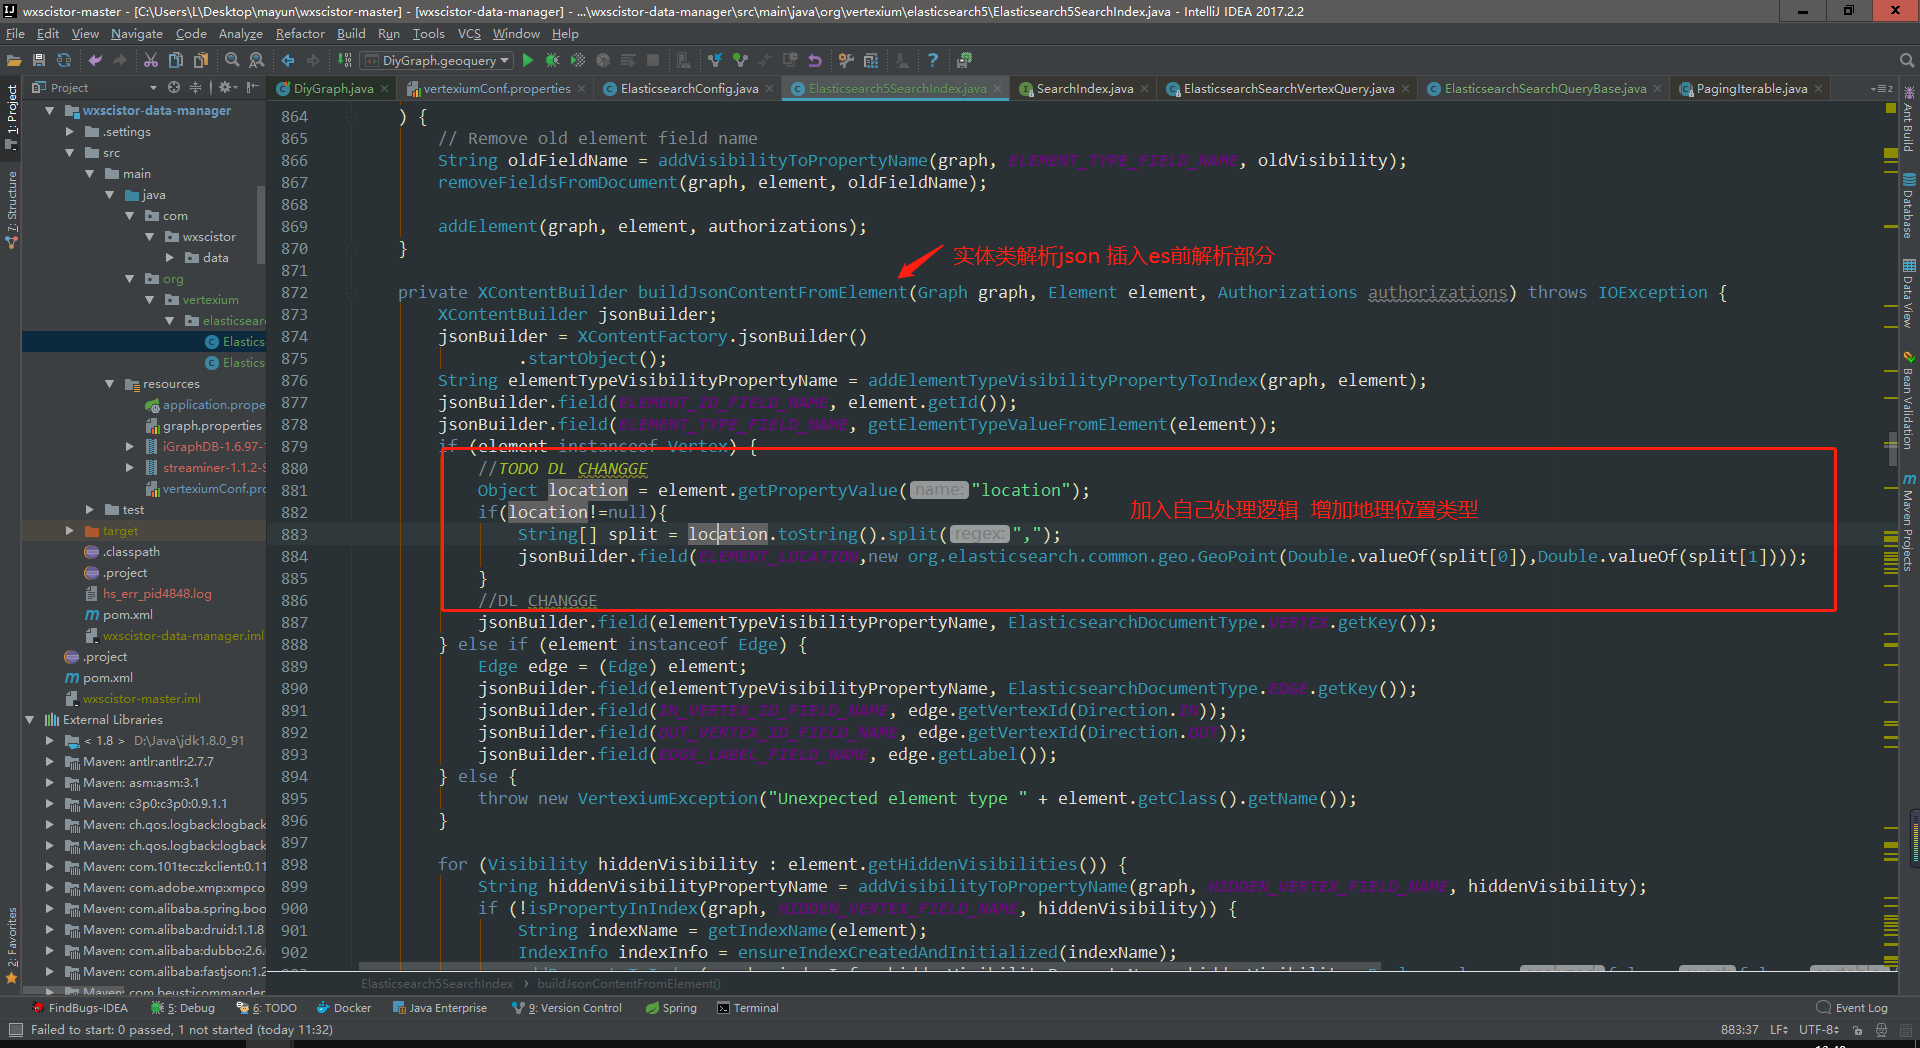 wxscistor-master - [C:\Users\L\Desktop\mayun\wxscistor-master] - [wxscistor-data-manager] - ...\wxscistor-data-manager\src\main\java\org\vertexium\elasticsearch5\Elasticsearch5SearchIndex.java - IntelliJ IDEA 2017.2.2
File Edit View Navigate Code Analyze Refactor Build Run Tools VCS Window Help
DiyGraph.geoquery
Project
DiyGraph.java
vertexiumConf.properties
ElasticsearchConfig.java
Elasticsearch5SearchIndex.java
SearchIndex.java
ElasticsearchSearchVertexQuery.java
ElasticsearchSearchQueryBase.java
PagingIterable.java
1: Project
7: Structure
2: Favorites
wxscistor-data-manager
.settings
src
main
java
com
wxscistor
data
org
vertexium
elasticsear
Elastics
Elastics
resources
application.prope
graph.properties
iGraphDB-1.6.97-
streaminer-1.1.2-9
vertexiumConf.prc
test
target
.classpath
.project
hs_err_pid4848.log
pom.xml
wxscistor-data-manager.iml
.project
pom.xml
wxscistor-master.iml
External Libraries
< 1.8 > D:\Java\jdk1.8.0_91
Maven: antlr:antlr:2.7.7
Maven: asm:asm:3.1
Maven: c3p0:c3p0:0.9.1.1
Maven: ch.qos.logback:logback
Maven: ch.qos.logback:logback
Maven: com.101tec:zkclient:0.11
Maven: com.adobe.xmp:xmpco
Maven: com.alibaba.spring.boo
Maven: com.alibaba:druid:1.1.8
Maven: com.alibaba:dubbo:2.6.
Maven: com.alibaba:fastjson:1.2
Maven: com.beusticommander
864 ) {
865 // Remove old element field name
866 String oldFieldName = addVisibilityToPropertyName(graph, ELEMENT_TYPE_FIELD_NAME, oldVisibility);
867 removeFieldsFromDocument(graph, element, oldFieldName);
868
869 addElement(graph, element, authorizations);
870 }
实体类解析json 插入es前解析部分
871
872 private XContentBuilder buildJsonContentFromElement(Graph graph, Element element, Authorizations authorizations) throws IOException {
873 XContentBuilder jsonBuilder;
874 jsonBuilder = XContentFactory.jsonBuilder()
875 .startObject();
876 String elementTypeVisibilityPropertyName = addElementTypeVisibilityPropertyToIndex(graph, element);
877 jsonBuilder.field(ELEMENT_ID_FIELD_NAME, element.getId());
878 jsonBuilder.field(ELEMENT_TYPE_FIELD_NAME, getElementTypeValueFromElement(element));
879 if (element instanceof Vertex) {
880 //TODO DL CHANGGE
881 Object location = element.getPropertyValue( name: "location");
882 if(location!=null){
加入自己处理逻辑 增加地理位置类型
883 String[] split = location.toString().split( regex: ",");
884 jsonBuilder.field(ELEMENT_LOCATION,new org.elasticsearch.common.geo.GeoPoint(Double.valueOf(split[0]),Double.valueOf(split[1])));
885 }
886 //DL CHANGGE
887 jsonBuilder.field(elementTypeVisibilityPropertyName, ElasticsearchDocumentType.VERTEX.getKey());
888 } else if (element instanceof Edge) {
889 Edge edge = (Edge) element;
890 jsonBuilder.field(elementTypeVisibilityPropertyName, ElasticsearchDocumentType.EDGE.getKey());
891 jsonBuilder.field(IN_VERTEX_ID_FIELD_NAME, edge.getVertexId(Direction.IN));
892 jsonBuilder.field(OUT_VERTEX_ID_FIELD_NAME, edge.getVertexId(Direction.OUT));
893 jsonBuilder.field(EDGE_LABEL_FIELD_NAME, edge.getLabel());
894 } else {
895 throw new VertexiumException("Unexpected element type " + element.getClass().getName());
896 }
897
898 for (Visibility hiddenVisibility : element.getHiddenVisibilities()) {
899 String hiddenVisibilityPropertyName = addVisibilityToPropertyName(graph, HIDDEN_VERTEX_FIELD_NAME, hiddenVisibility);
900 if (!isPropertyInIndex(graph, HIDDEN_VERTEX_FIELD_NAME, hiddenVisibility)) {
901 String indexName = getIndexName(element);
902 IndexInfo indexInfo = ensureIndexCreatedAndInitialized(indexName);
Elasticsearch5SearchIndex › buildJsonContentFromElement()
Ant Build
Database
Data View
Bean Validation
Maven Projects
FindBugs-IDEA
5: Debug
6: TODO
Docker
Java Enterprise
9: Version Control
Spring
Terminal
Event Log
Failed to start: 0 passed, 1 not started (today 11:32)
883:37 LF UTF-8